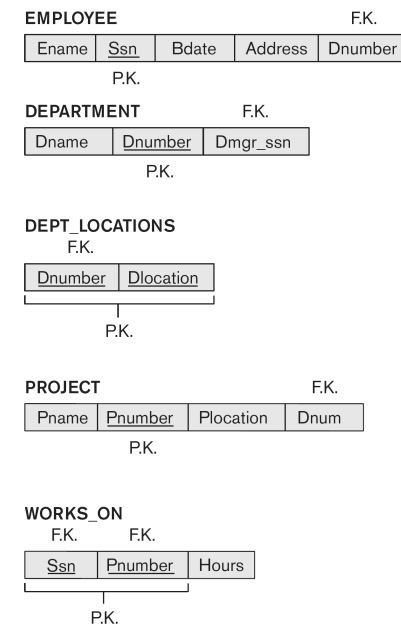 EMPLOYEE F.K.
Ename Ssn Bdate Address Dnumber
P.K.
DEPARTMENT F.K.
Dname Dnumber Dmgr_ssn
P.K.
DEPT_LOCATIONS
F.K.
Dnumber Dlocation
P.K.
PROJECT F.K.
Pname Pnumber Plocation Dnum
P.K.
WORKS_ON
F.K. F.K.
Ssn Pnumber Hours
P.K.